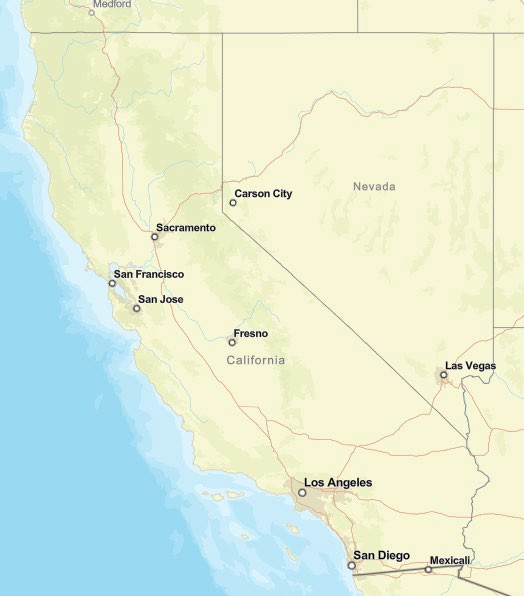 Medford
Carson City
Nevada
Sacramento
San Francisco
San Jose
Fresno
California
Las Vegas
Los Angeles
San Diego
Mexicali